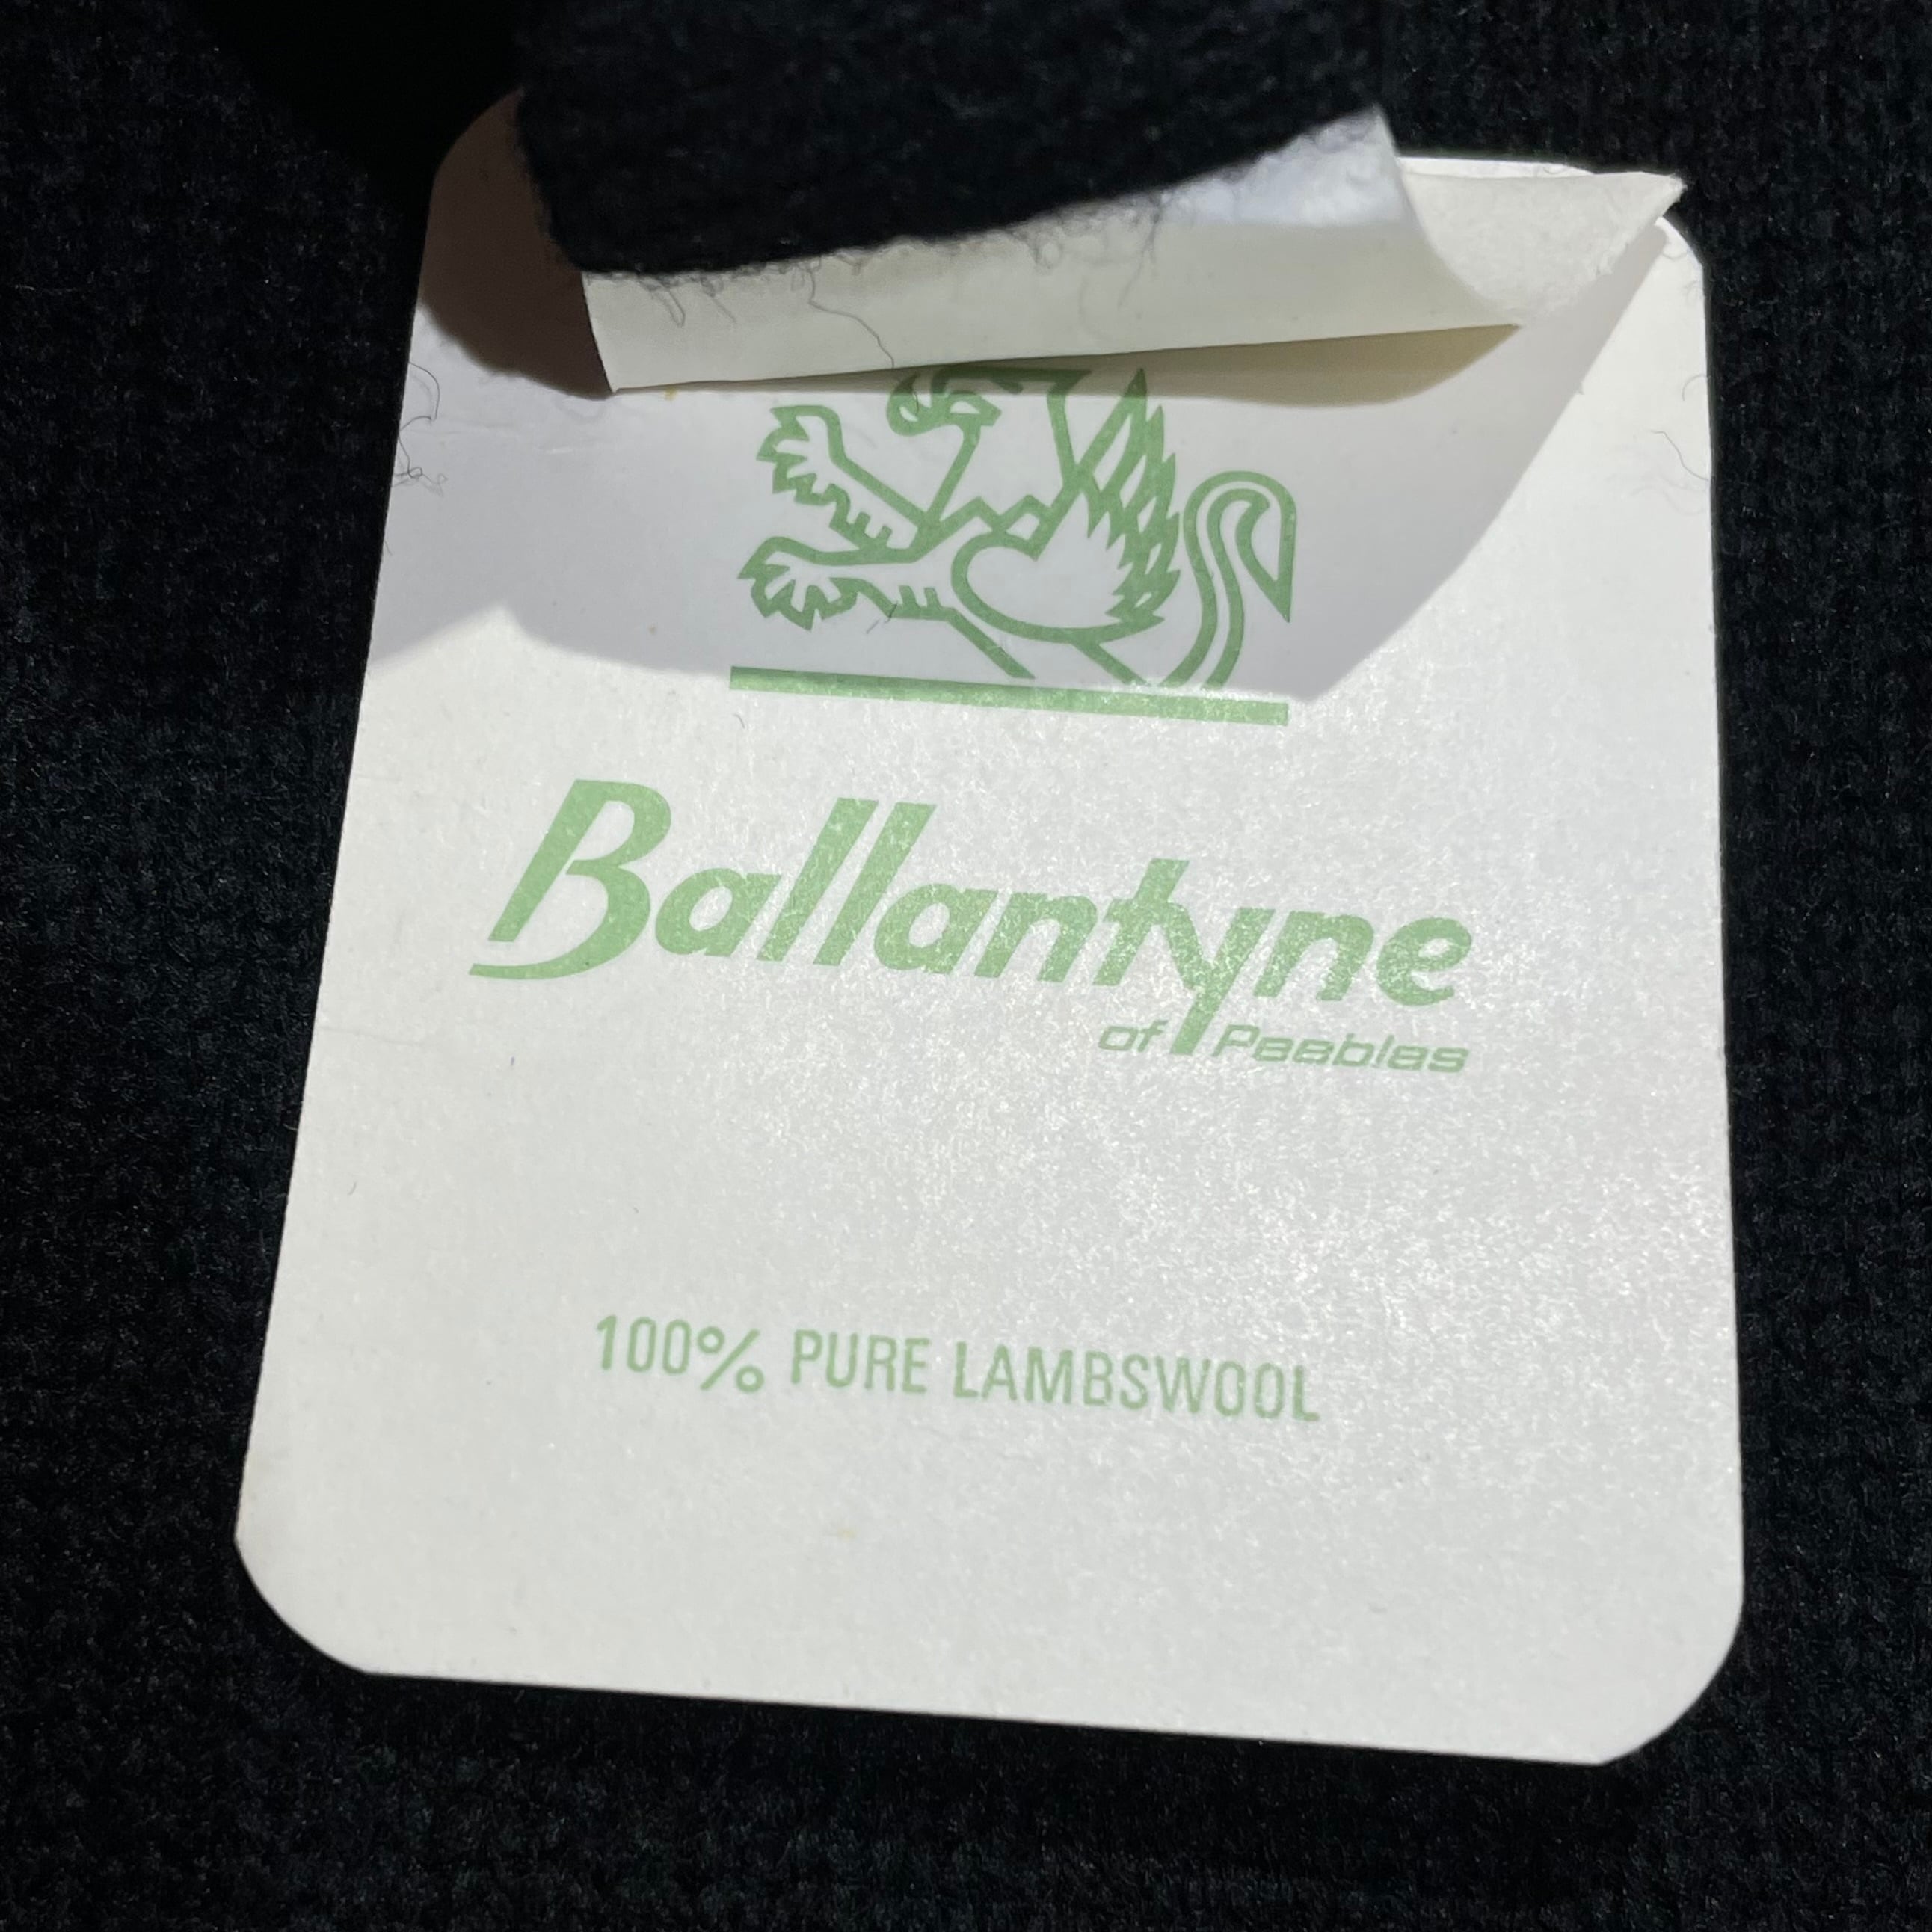 Ballantyne
of Peebles
100% PURE LAMBSWOOL